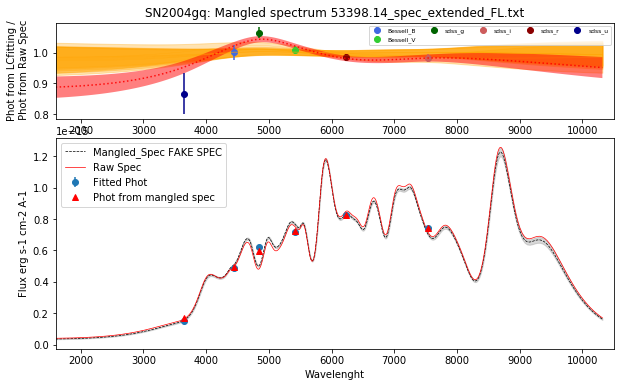 SN2004gq: Mangled spectrum 53398.14_spec_extended_FL.txt
Phot from LCfitting /
Phot from Raw Spec
1.0
0.9
0.8
Bessell_B
Bessell_V
sdss_g
sdss_i
sdss_r
sdss_u
2000 3000 4000 5000 6000 7000 8000 9000 10000
1e−15
Flux erg s-1 cm-2 A-1
1.2
1.0
0.8
0.6
0.4
0.2
0.0
Mangled_Spec FAKE SPEC
Raw Spec
Fitted Phot
Phot from mangled spec
2000 3000 4000 5000 6000 7000 8000 9000 10000
Wavelenght